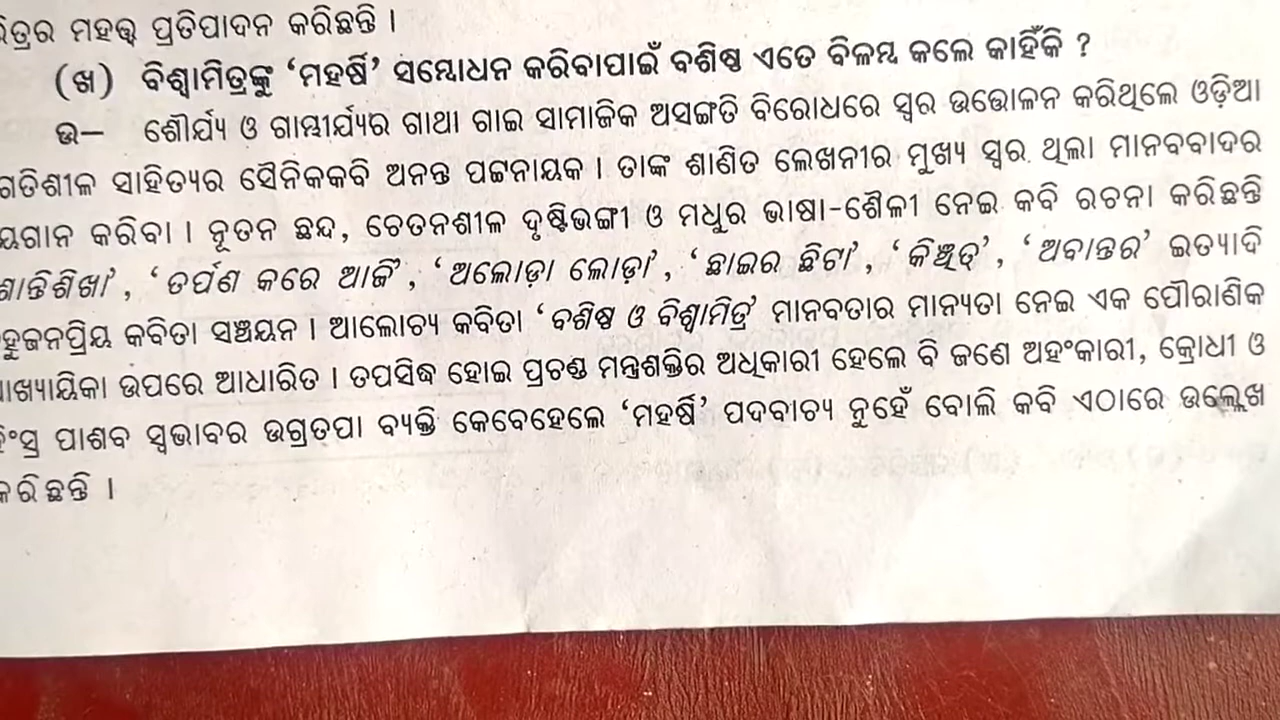 ମହତ୍ତ୍ୱ ପ୍ରତିପାଦନ କରିଛନ୍ତି ।
(ଖ) ବିଶ୍ୱାମିତ୍ରଙ୍କୁ ‘ମହର୍ଷି’ ସମ୍ବୋଧନ କରିବାପାଇଁ ବଶିଷ୍ଠ ଏତେ ବିଳମ୍ବ କଲେ କାହିଁକି ?
ଉ— ଶୌର୍ଯ୍ୟ ଓ ଗାମ୍ଭୀର୍ଯ୍ୟର ଗାଥା ଗାଇ ସାମାଜିକ ଅସଙ୍ଗତି ବିରୋଧରେ ସ୍ୱର ଉତ୍ତୋଳନ କରିଥିଲେ ଓଡ଼ିଆ
ଗତିଶୀଳ ସାହିତ୍ୟର ସୈନିକକବି ଅନନ୍ତ ପଟ୍ଟନାୟକ । ତାଙ୍କ ଶାଣିତ ଲେଖନୀର ମୁଖ୍ୟ ସ୍ୱର ଥିଲା ମାନବବାଦର
କରିବା । ନୂତନ ଛନ୍ଦ, ଚେତନଶୀଳ ଦୃଷ୍ଟିଭଙ୍ଗୀ ଓ ମଧୁର ଭାଷା-ଶୈଳୀ ନେଇ କବି ରଚନା କରିଛନ୍ତି
ଶାନ୍ତିଶିଖା’, ‘ତର୍ପଣ କରେ ଆଜି’, ‘ଅଲୋଡ଼ା ଲୋଡ଼ା’, ‘ଛାଇର ଛିଟା’, ‘କିଞ୍ଚିତ୍’, ‘ଅବାନ୍ତର’ ଇତ୍ୟାଦି
କବିତା ସଞ୍ଚୟନ । ଆଲୋଚ୍ୟ କବିତା ‘ବଶିଷ୍ଠ ଓ ବିଶ୍ୱାମିତ୍ର’ ମାନବତାର ମାନ୍ୟତା ନେଇ ଏକ ପୌରାଣିକ
ଉପରେ ଆଧାରିତ । ତପସିଦ୍ଧ ହୋଇ ପ୍ରଚଣ୍ଡ ମନ୍ତ୍ରଶକ୍ତିର ଅଧିକାରୀ ହେଲେ ବି ଜଣେ ଅହଂକାରୀ, କ୍ରୋଧୀ ଓ
ପାଶବ ସ୍ୱଭାବର ଉଗ୍ରତପା ବ୍ୟକ୍ତି କେବେହେଲେ ‘ମହର୍ଷି’ ପଦବାଚ୍ୟ ନୁହେଁ ବୋଲି କବି ଏଠାରେ ଉଲ୍ଲେଖ
କରିଛନ୍ତି ।